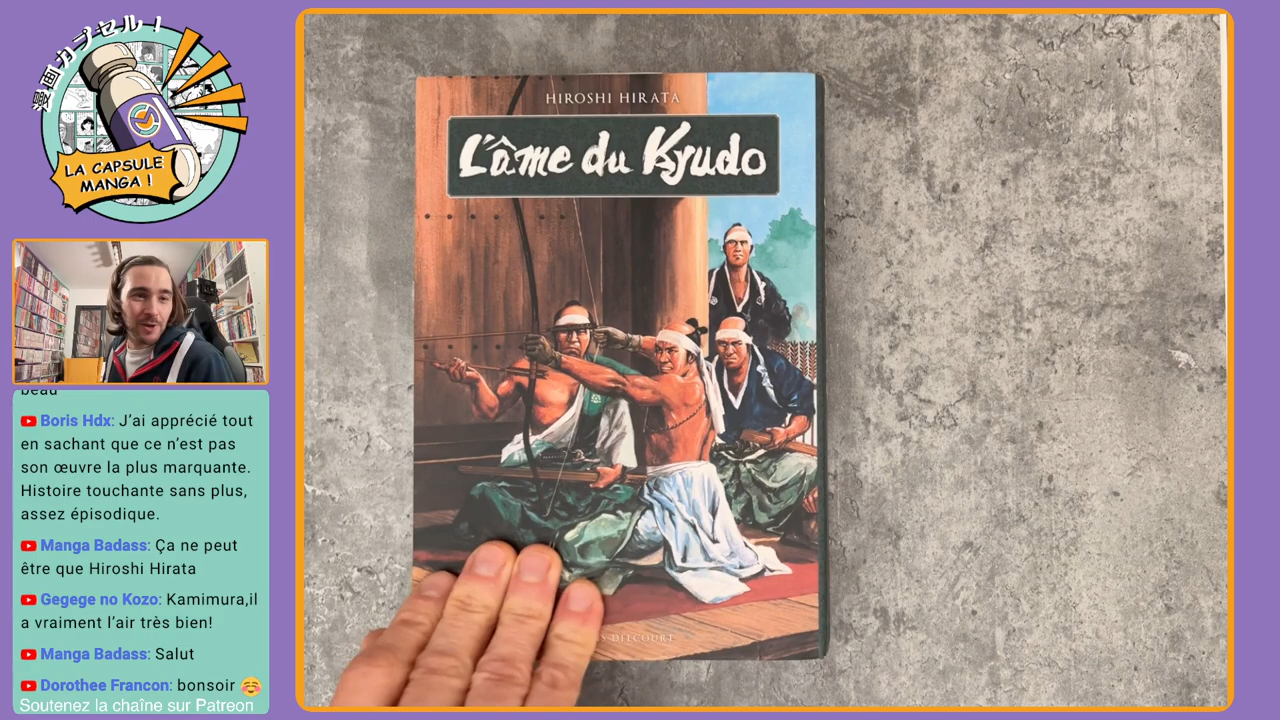 漫画カプセル！
LA CAPSULE
MANGA !
HIROSHI HIRATA
L'âme du Kyudo
DELCOURT
beau
Boris Hdx: J'ai apprécié tout
en sachant que ce n'est pas
son œuvre la plus marquante.
Histoire touchante sans plus,
assez épisodique.
Manga Badass: Ça ne peut
être que Hiroshi Hirata
Gegege no Kozo: Kamimura,il
a vraiment l'air très bien!
Manga Badass: Salut
Dorothee Francon: bonsoir ☺️
Soutenez la chaîne sur Patreon